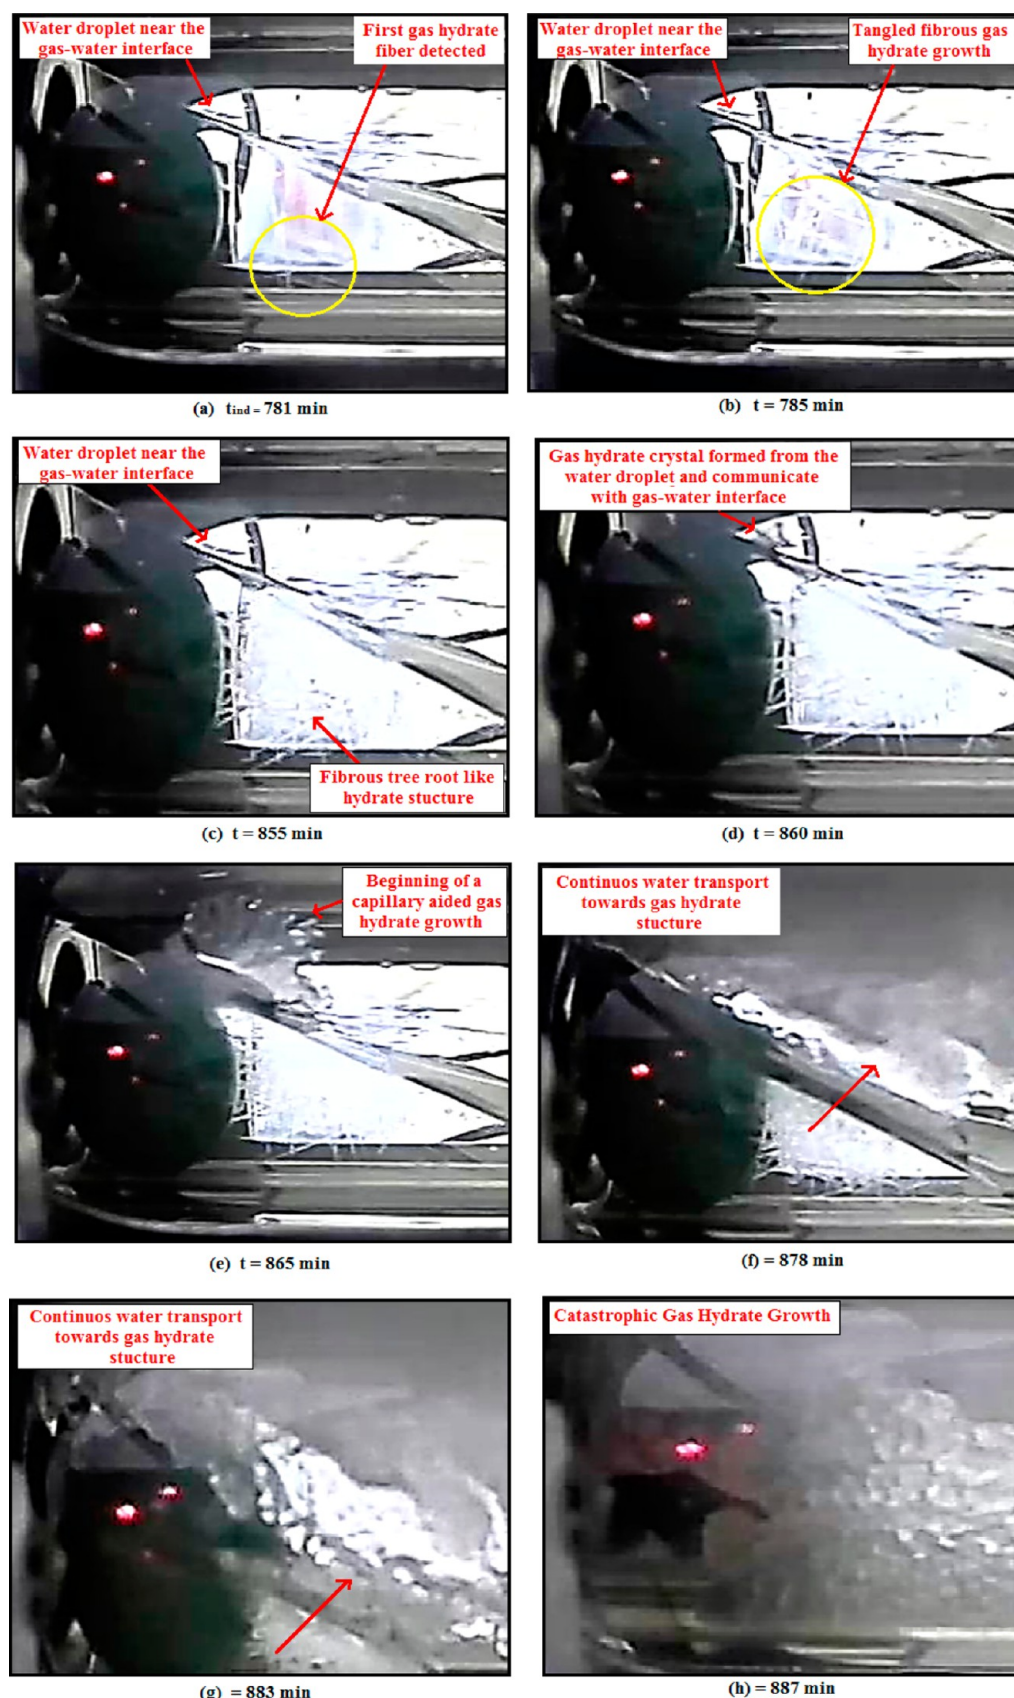 Water droplet near the
gas-water interface
First gas hydrate
fiber detected
(a) tind = 781 min
Water droplet near the
gas-water interface
Tangled fibrous gas
hydrate growth
(b) t = 785 min
Water droplet near the
gas-water interface
Fibrous tree root like
hydrate stucture
(c) t = 855 min
Gas hydrate crystal formed from the
water droplet and communicate
with gas-water interface
(d) t = 860 min
Beginning of a
capillary aided gas
hydrate growth
(e) t = 865 min
Continuos water transport
towards gas hydrate
stucture
(f) = 878 min
Continuos water transport
towards gas hydrate
stucture
(g) = 883 min
Catastrophic Gas Hydrate Growth
(h) = 887 min